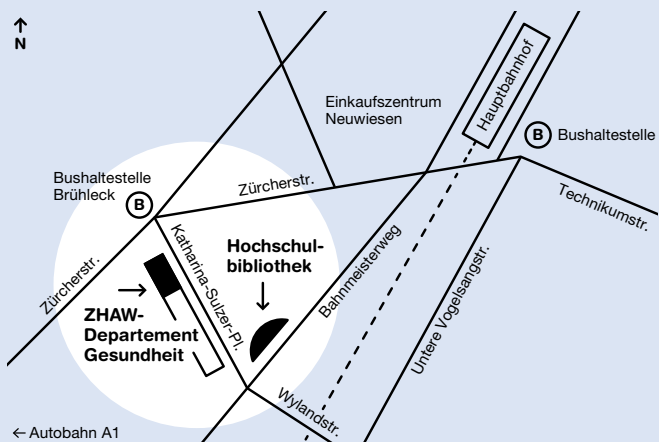 N
Einkaufszentrum
Neuwiesen
Hauptbahnhof
B
Bushaltestelle
Bushaltestelle
Brühleck
B
Zürcherstr.
Technikumstr.
Zürcherstr.
Katharina-Sulzer-Pl.
Hochschul-
bibliothek
Bahnmeisterweg
Untere Vogelsangstr.
ZHAW-
Departement
Gesundheit
Wylandstr.
← Autobahn A1